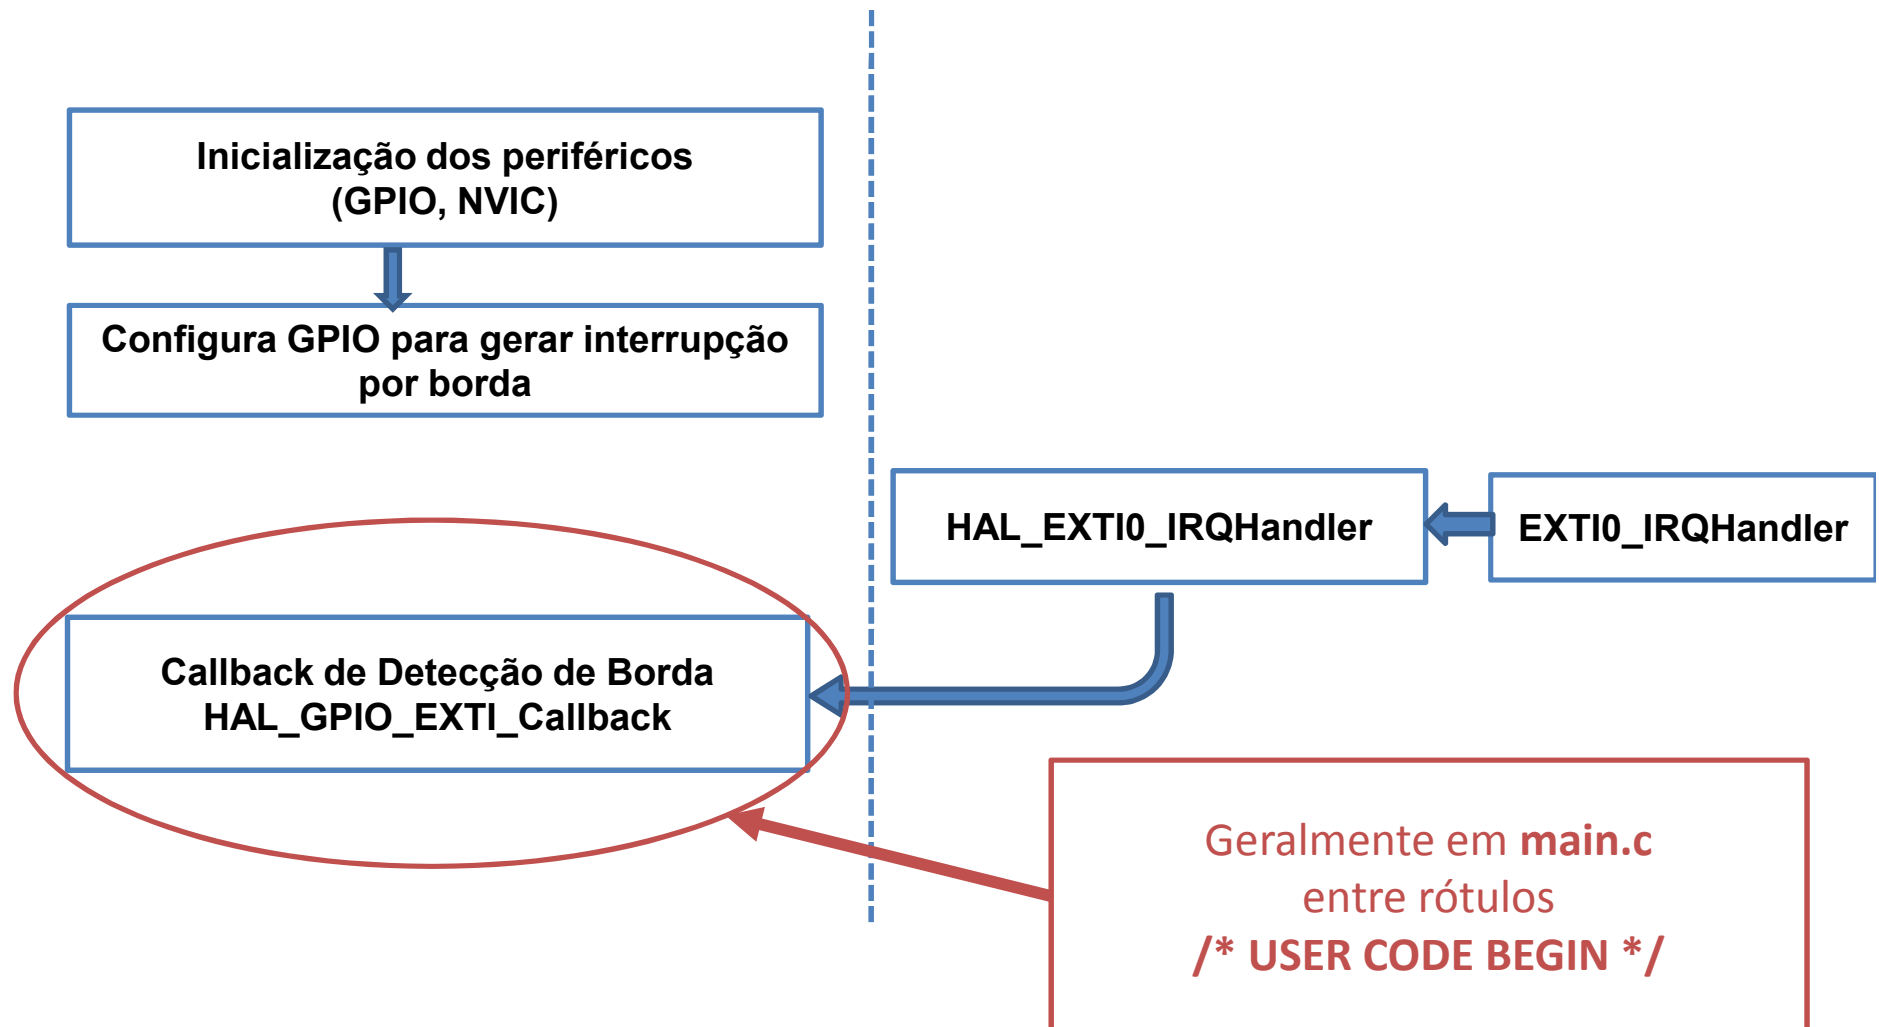 Inicialização dos periféricos
(GPIO, NVIC)
Configura GPIO para gerar interrupção
por borda
HAL_EXTI0_IRQHandler
EXTI0_IRQHandler
Callback de Detecção de Borda
HAL_GPIO_EXTI_Callback
Geralmente em main.c
entre rótulos
/* USER CODE BEGIN */